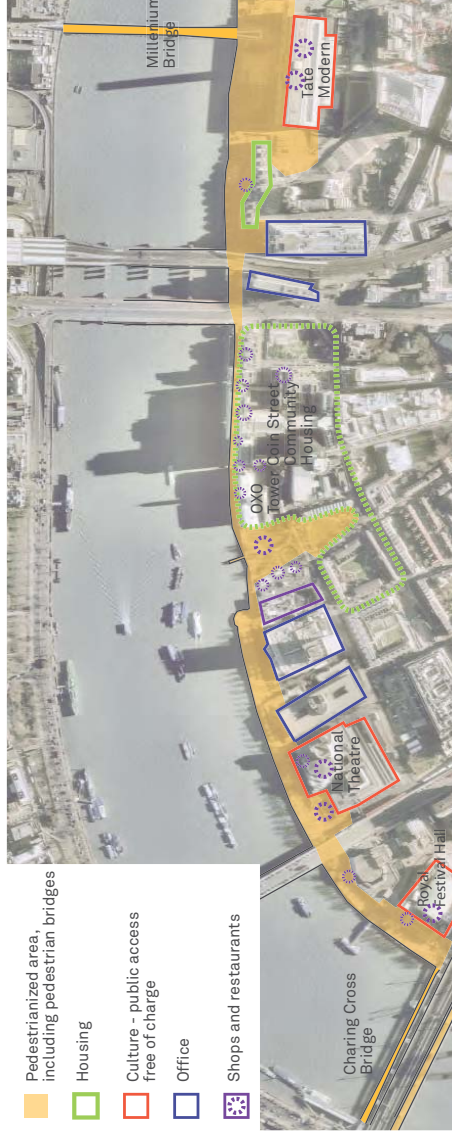 Pedestrianized area,
including pedestrian bridges
Housing
Culture - public access
free of charge
Office
Shops and restaurants
Charing Cross
Bridge
Royal
Festival Hall
National
Theatre
OXO
Tower Coin Street
Community
Housing
Millenium
Bridge
Tate
Modern